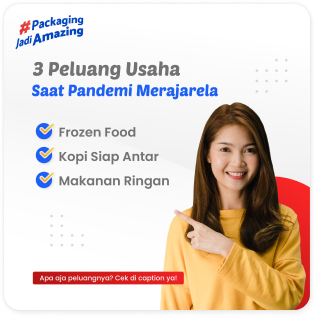 #Packaging
Jadi Amazing
3 Peluang Usaha
Saat Pandemi Merajarela
Frozen Food
Kopi Siap Antar
Makanan Ringan
Apa aja peluangnya? Cek di caption ya!